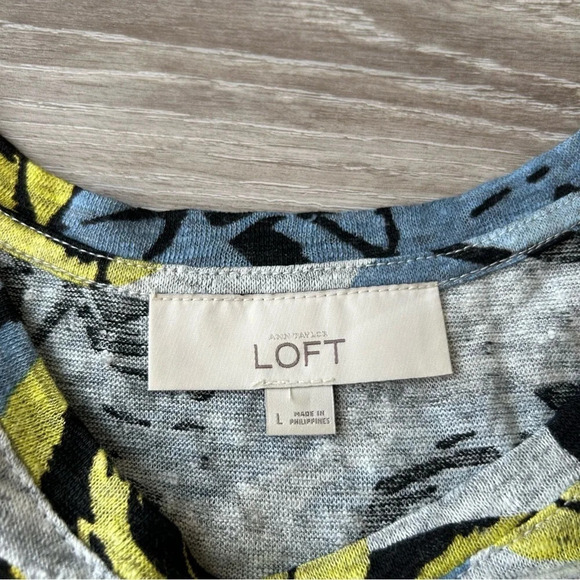 ANN TAYLOR
LOFT
L
MADE IN
PHILIPPINES